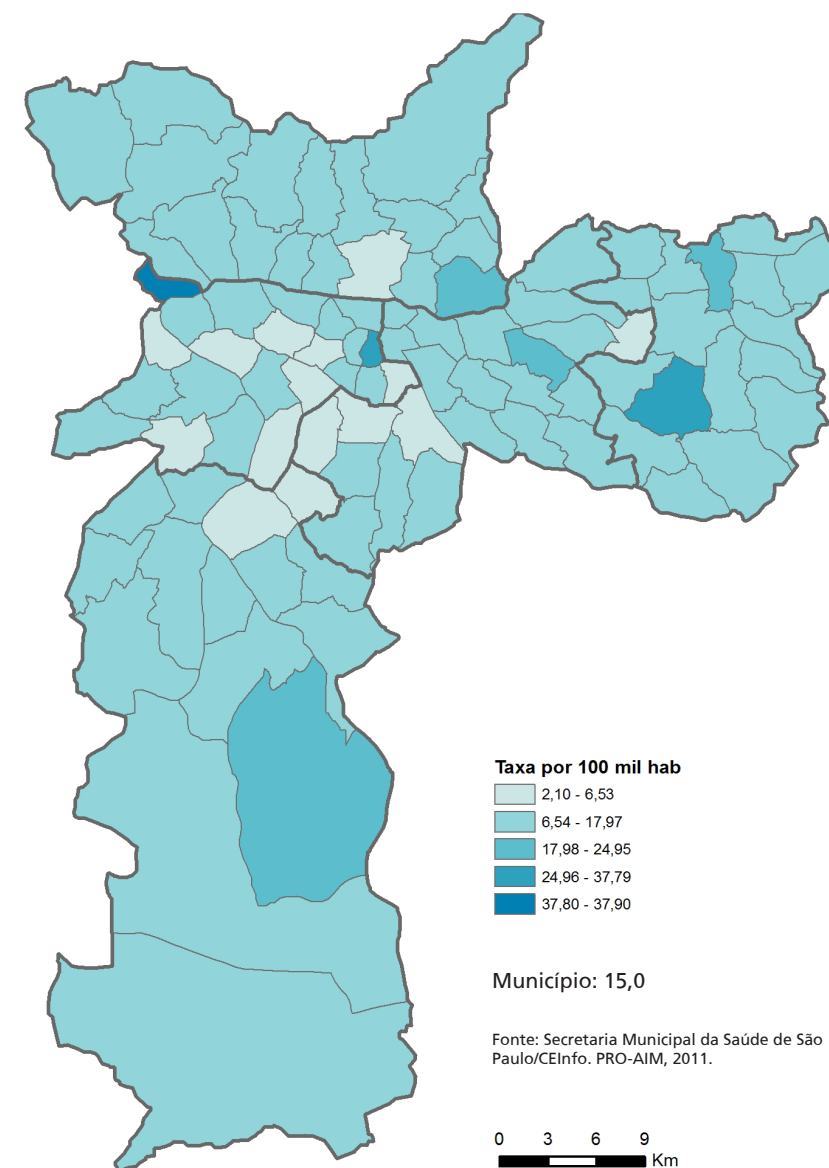 Taxa por 100 mil hab
2,10 - 6,53
6,54 - 17,97
17,98 - 24,95
24,96 - 37,79
37,80 - 37,90
Município: 15,0
Fonte: Secretaria Municipal da Saúde de São
Paulo/CEInfo. PRO-AIM, 2011.
0 3 6 9
Km